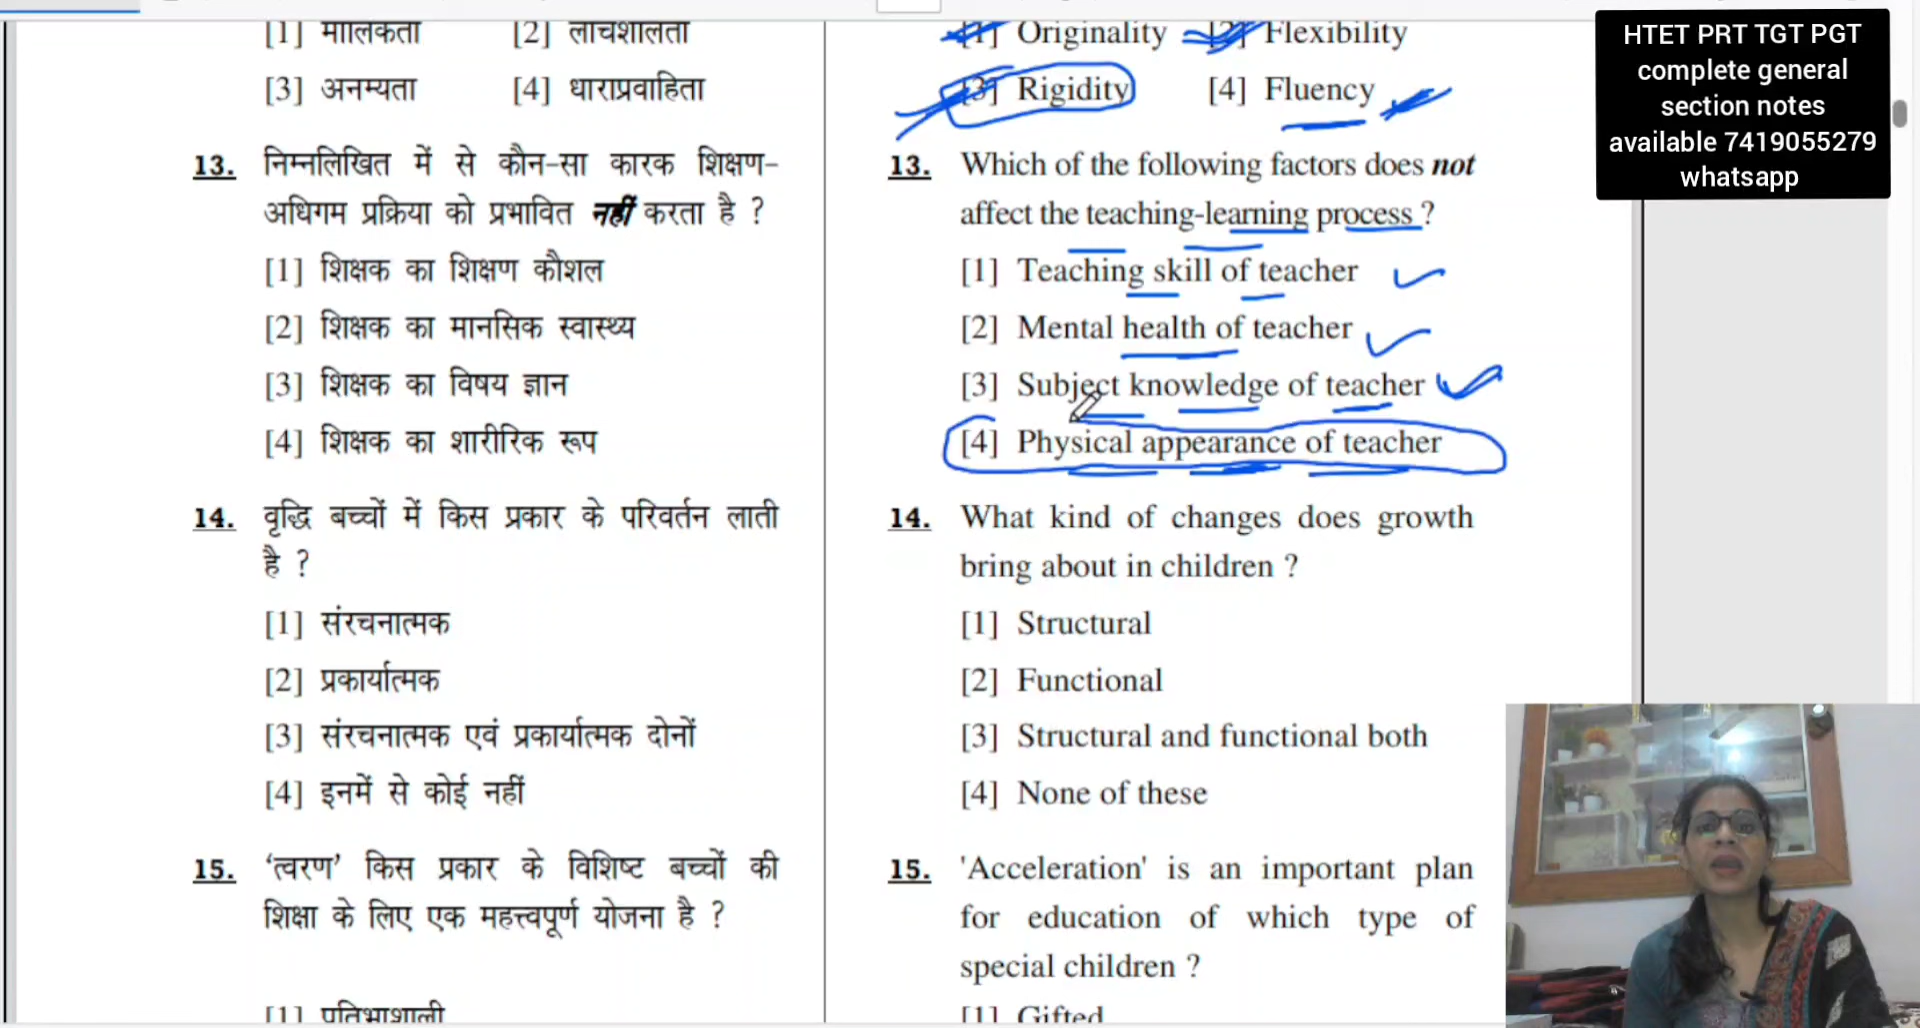 [1] मौलिकता [2] लोचशीलता
[3] अनम्यता [4] धाराप्रवाहिता
13. निम्नलिखित में से कौन-सा कारक शिक्षण-
अधिगम प्रक्रिया को प्रभावित नहीं करता है ?
[1] शिक्षक का शिक्षण कौशल
[2] शिक्षक का मानसिक स्वास्थ्य
[3] शिक्षक का विषय ज्ञान
[4] शिक्षक का शारीरिक रूप
14. वृद्धि बच्चों में किस प्रकार के परिवर्तन लाती
है ?
[1] संरचनात्मक
[2] प्रकार्यात्मक
[3] संरचनात्मक एवं प्रकार्यात्मक दोनों
[4] इनमें से कोई नहीं
15. ‘त्वरण’ किस प्रकार के विशिष्ट बच्चों की
शिक्षा के लिए एक महत्त्वपूर्ण योजना है ?
[1] प्रतिभाशाली
[1] Originality [2] Flexibility
[3] Rigidity [4] Fluency
13. Which of the following factors does not
affect the teaching-learning process ?
[1] Teaching skill of teacher
[2] Mental health of teacher
[3] Subject knowledge of teacher
[4] Physical appearance of teacher
14. What kind of changes does growth
bring about in children ?
[1] Structural
[2] Functional
[3] Structural and functional both
[4] None of these
15. 'Acceleration' is an important plan
for education of which type of
special children ?
[1] Gifted
HTET PRT TGT PGT
complete general
section notes
available 7419055279
whatsapp